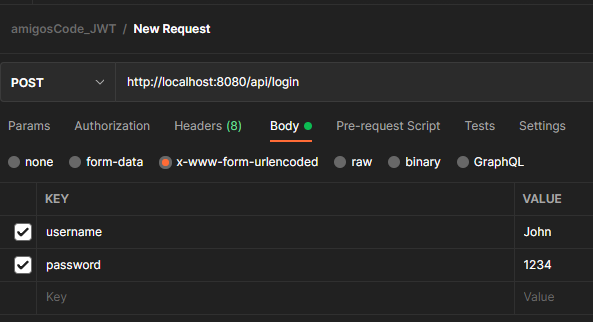 amigosCode_JWT / New Request
POST http://localhost:8080/api/login
Params Authorization Headers (8) Body Pre-request Script Tests Settings
none form-data x-www-form-urlencoded raw binary GraphQL
KEY VALUE
username John
password 1234
Key Value